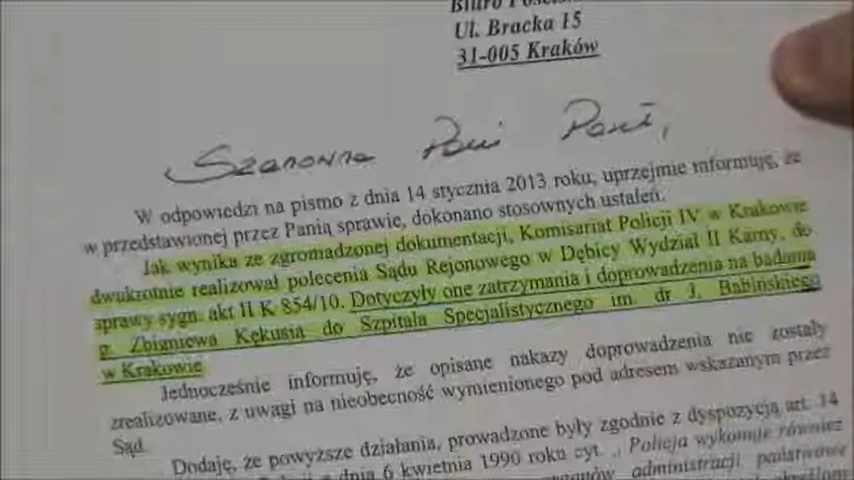 Biuro
Ul. Bracka 15
31-005 Kraków
Szanowna Pani
W odpowiedzi na pismo z dnia 14 stycznia 2013 roku, uprzejmie informuję, że
w przedstawionej przez Panią sprawie, dokonano stosownych ustaleń.
Jak wynika ze zgromadzonej dokumentacji, Komisariat Policji IV w Krakowie
dwukrotnie realizował polecenia Sądu Rejonowego w Dębicy Wydział II Karny, do
sprawy sygn. akt II K 854/10. Dotyczyły one zatrzymania i doprowadzenia na badania
p. Zbigniewa Kękusia do Szpitala Specjalistycznego im. dr J. Babińskiego
w Krakowie.
Jednocześnie informuję, że opisane nakazy doprowadzenia nie zostały
zrealizowane, z uwagi na nieobecność wymienionego pod adresem wskazanym przez
Sąd.
Dodaję, że powyższe działania, prowadzone były zgodnie z dyspozycją art. 14
z dnia 6 kwietnia 1990 roku cyt. „ Policja wykonuje również
administracji państwowej